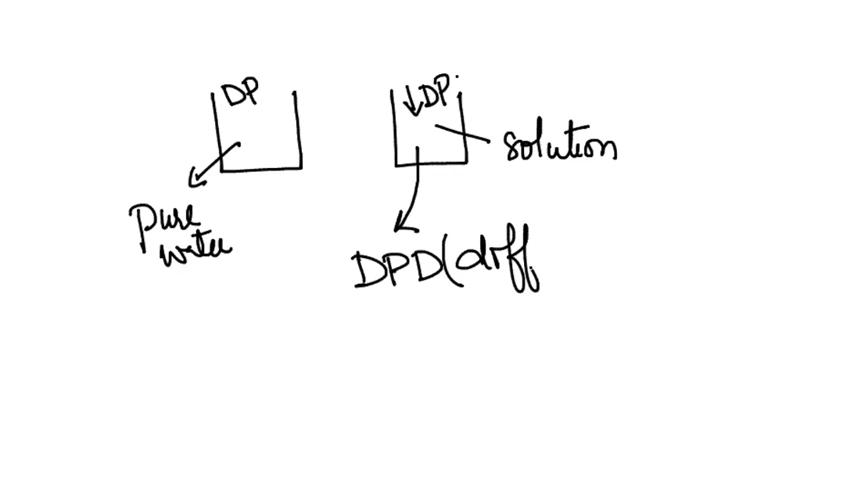 DP
↓DP
solution
pure
water
DPD(diff